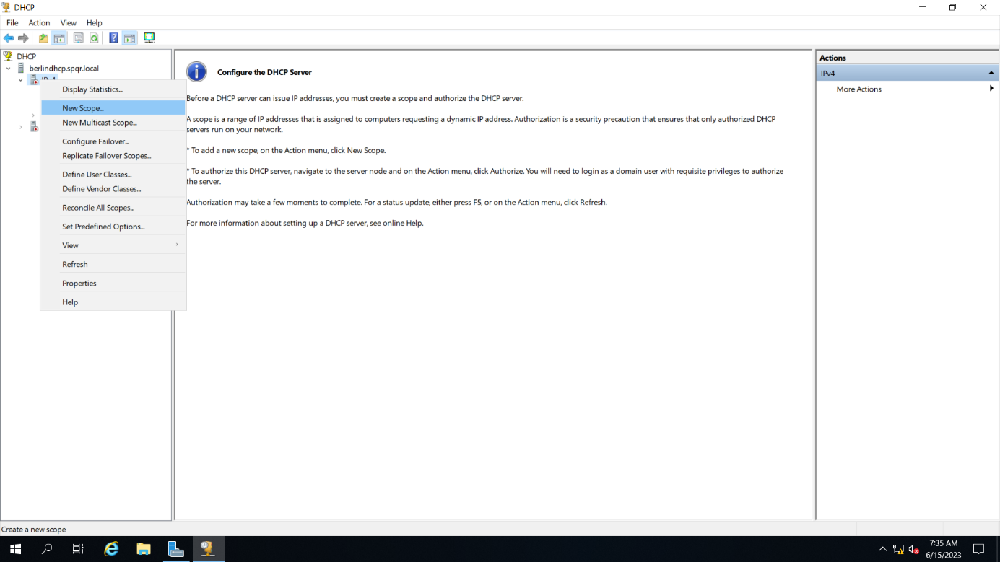 DHCP
File Action View Help
DHCP
berlindhcp.spqr.local
IPv4
Display Statistics...
New Scope...
New Multicast Scope...
Configure Failover...
Replicate Failover Scopes...
Define User Classes...
Define Vendor Classes...
Reconcile All Scopes...
Set Predefined Options...
View
Refresh
Properties
Help
Configure the DHCP Server
Before a DHCP server can issue IP addresses, you must create a scope and authorize the DHCP server.
A scope is a range of IP addresses that is assigned to computers requesting a dynamic IP address. Authorization is a security precaution that ensures that only authorized DHCP
servers run on your network.
* To add a new scope, on the Action menu, click New Scope.
* To authorize this DHCP server, navigate to the server node and on the Action menu, click Authorize. You will need to login as a domain user with requisite privileges to authorize
the server.
Authorization may take a few moments to complete. For a status update, either press F5, or on the Action menu, click Refresh.
For more information about setting up a DHCP server, see online Help.
Actions
IPv4
More Actions
Create a new scope
7:35 AM
6/15/2023